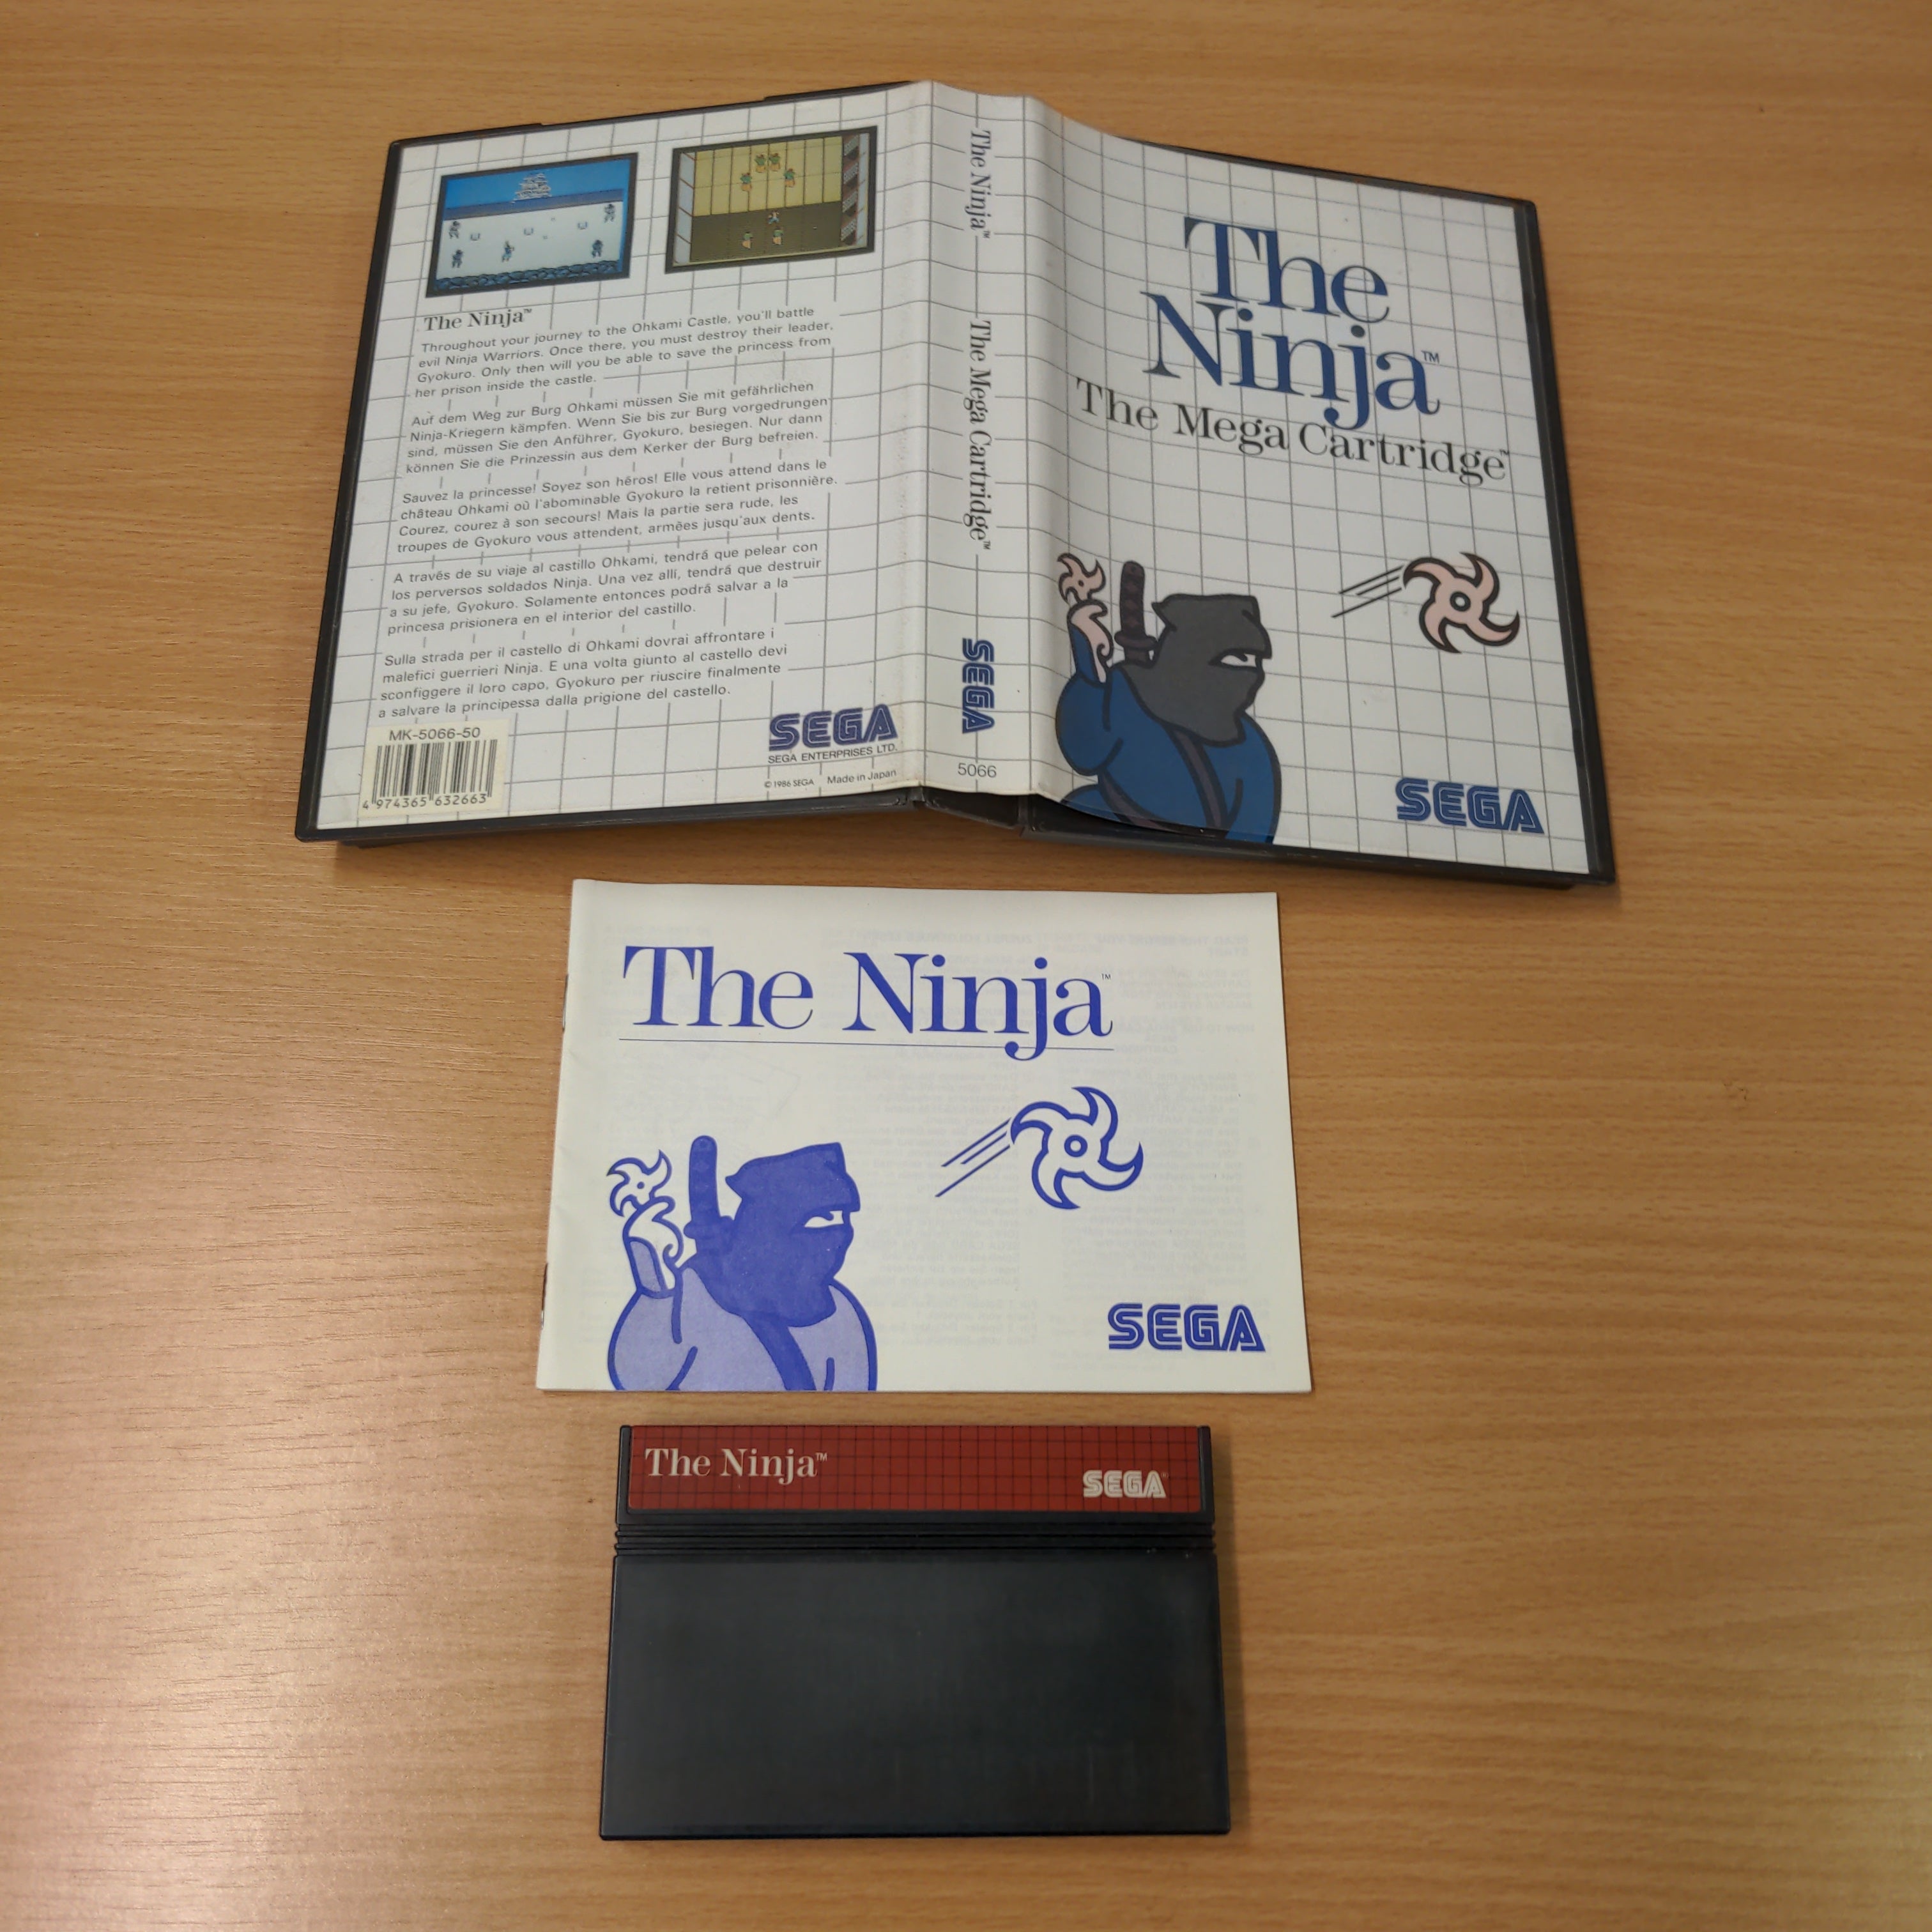 The Ninja™
Throughout your journey to the Ohkami Castle, you'll battle
evil Ninja Warriors. Once there, you must destroy their leader,
Gyokuro. Only then will you be able to save the princess from
her prison inside the castle.
Auf dem Weg zur Burg Ohkami müssen Sie mit gefährlichen
Ninja-Kriegern kämpfen. Wenn Sie bis zur Burg vorgedrungen
sind, müssen Sie den Anführer, Gyokuro, besiegen. Nur dann
können Sie die Prinzessin aus dem Kerker der Burg befreien.
Sauvez la princesse! Soyez son héros! Elle vous attend dans le
château Ohkami où l'abominable Gyokuro la retient prisonnière.
Courez, courez à son secours! Mais la partie sera rude, les
troupes de Gyokuro vous attendent, armées jusqu'aux dents.
A través de su viaje al castillo Ohkami, tendrá que pelear con
los perversos soldados Ninja. Una vez allí, tendrá que destruir
a su jefe, Gyokuro. Solamente entonces podrá salvar a la
princesa prisionera en el interior del castillo.
Sulla strada per il castello di Ohkami dovrai affrontare i
malefici guerrieri Ninja. E una volta giunto al castello devi
sconfiggere il loro capo, Gyokuro per riuscire finalmente
a salvare la principessa dalla prigione del castello.
MK-5066-50
4 974365 632663
SEGA
SEGA ENTERPRISES LTD.
© 1986 SEGA Made in Japan
The Ninja™
The Mega Cartridge™
SEGA
5066
The
Ninja™
The Mega Cartridge™
SEGA
The Ninja™
SEGA
The Ninja™
SEGA®